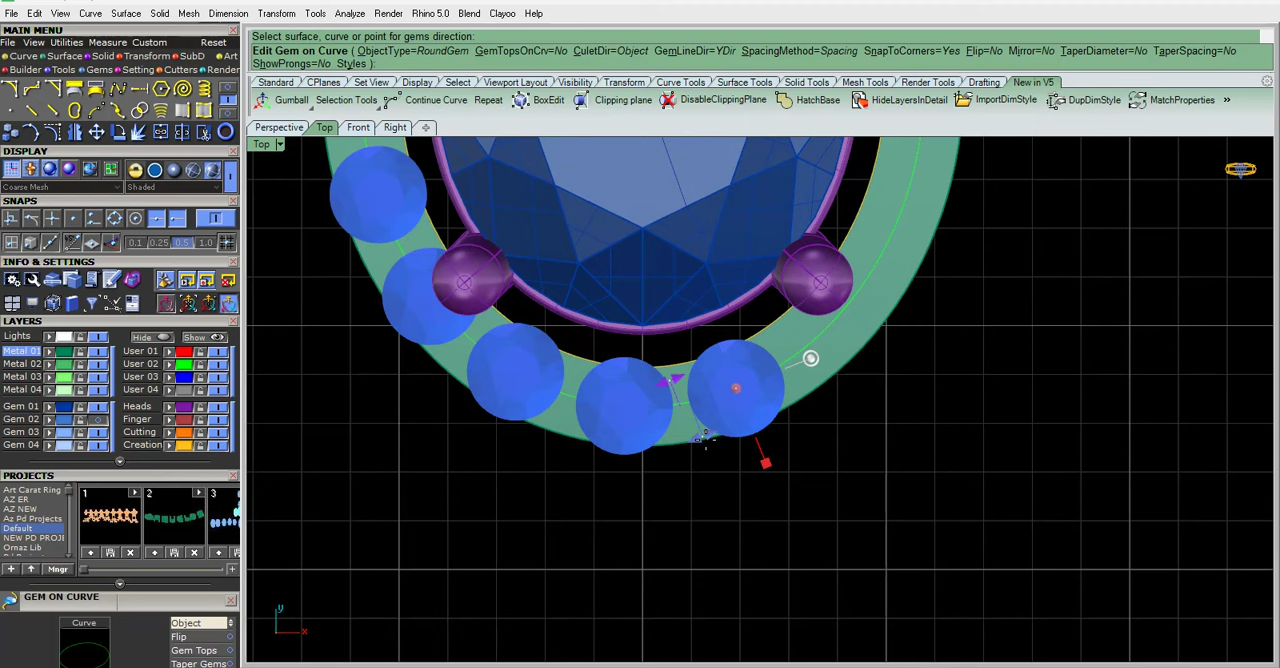 File Edit View Curve Surface Solid Mesh Dimension Transform Tools Analyze Render Rhino 5.0 Blend Clayoo Help
MAIN MENU
File View Utilities Measure Custom Reset
Curve Surface Solid Transform SubD Art
Builder Tools Gems Setting Cutters Render
DISPLAY
Coarse Mesh Shaded
SNAPS
0.1 0.25 0.5 1.0
INFO & SETTINGS
LAYERS
Lights Hide Show
Metal 01 User 01
Metal 02 User 02
Metal 03 User 03
Metal 04 User 04
Gem 01 Heads
Gem 02 Finger
Gem 03 Cutting
Gem 04 Creation
PROJECTS
Art Carat Ring
AZ ER
AZ NEW
Az Pd Projects
Default
NEW PD PROJ
Ornaz Lib
1 2 3
Mngr
GEM ON CURVE
Curve
Object
Flip
Gem Tops
Taper Gems
Select surface, curve or point for gems direction:
Edit Gem on Curve ( ObjectType=RoundGem GemTopsOnCrv=No CuletDir=Object GemLineDir=YDir SpacingMethod=Spacing SnapToCorners=Yes Flip=No Mirror=No TaperDiameter=No TaperSpacing=No
ShowProngs=No Styles ):
Standard CPlanes Set View Display Select Viewport Layout Visibility Transform Curve Tools Surface Tools Solid Tools Mesh Tools Render Tools Drafting New in V5
Gumball Selection Tools Continue Curve Repeat BoxEdit Clipping plane DisableClippingPlane HatchBase HideLayersInDetail ImportDimStyle DupDimStyle MatchProperties »
Perspective Top Front Right
Top
y
x